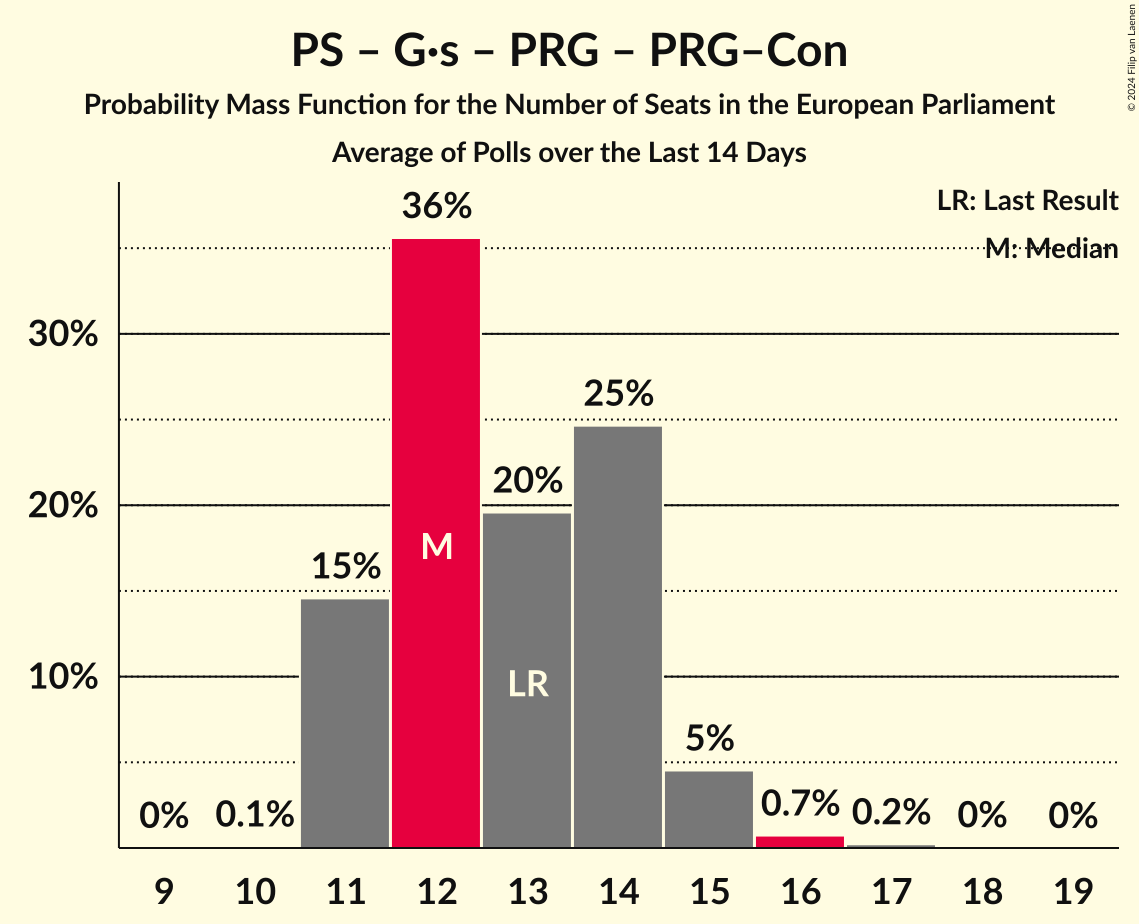 PS – G·s – PRG – PRG–Con
Probability Mass Function for the Number of Seats in the European Parliament
Average of Polls over the Last 14 Days
© 2024 Filip van Laenen
LR: Last Result
M: Median
30%
20%
10%
0%
0.1%
15%
36%
20%
25%
5%
0.7%
0.2%
0%
0%
M
LR
9 10 11 12 13 14 15 16 17 18 19